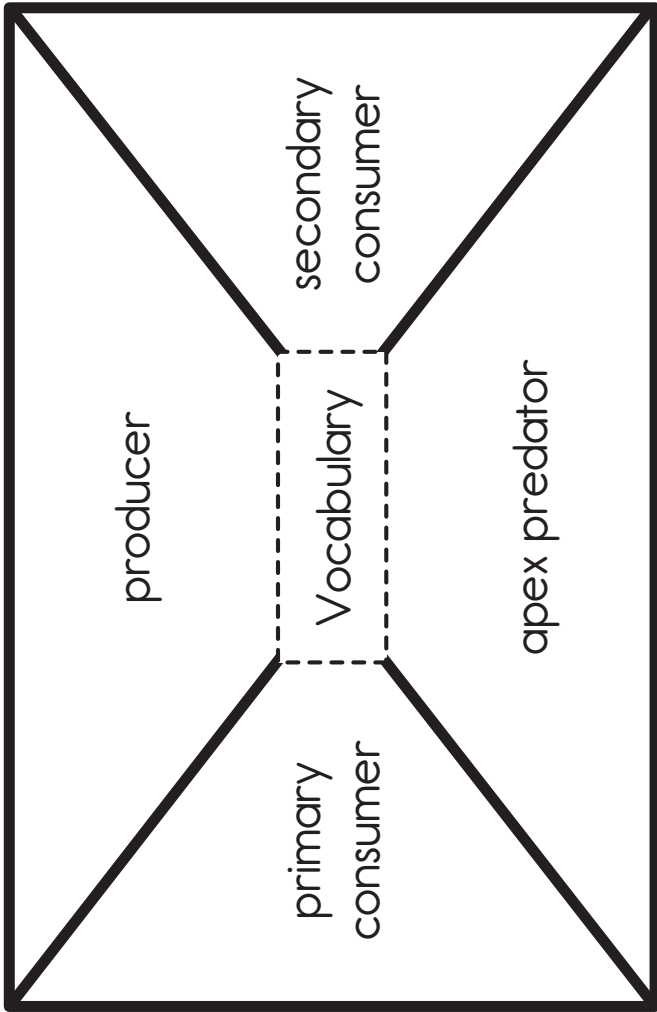 producer
primary
consumer
Vocabulary
secondary
consumer
apex predator